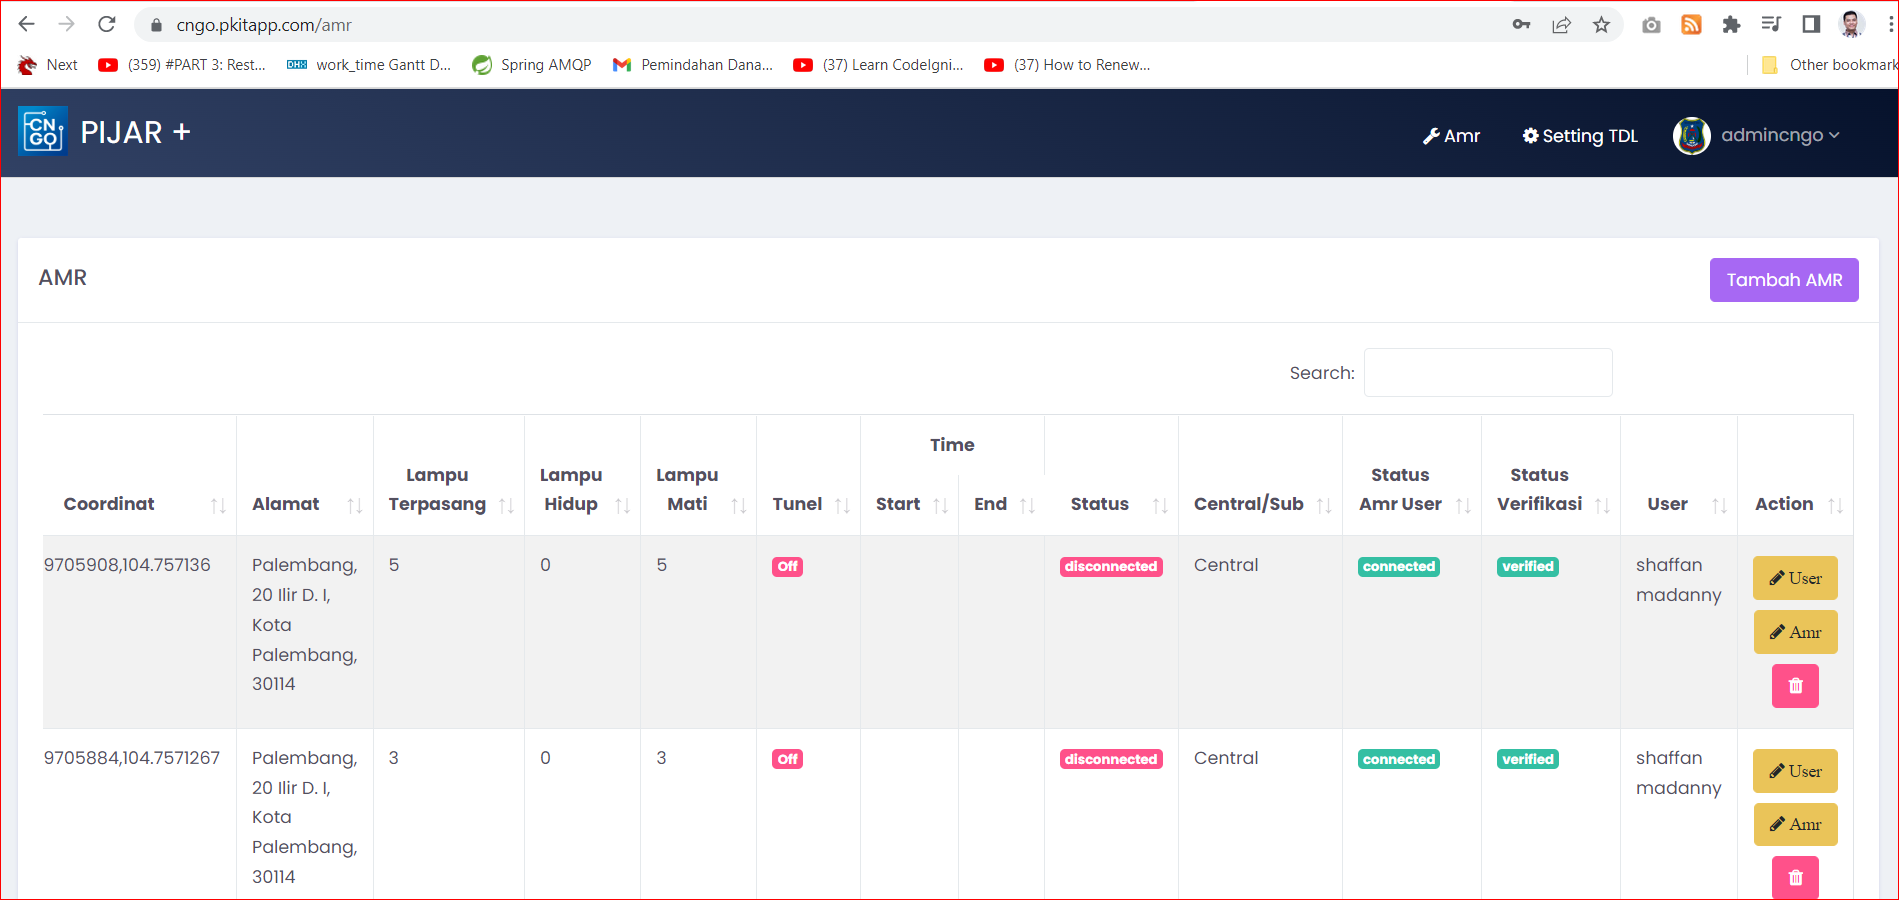 cngo.pkitapp.com/amr
Next (359) #PART 3: Rest... DHX work_time Gantt D... Spring AMQP Pemindahan Dana... (37) Learn CodeIgni... (37) How to Renew... Other bookmark
CN
GO
PIJAR +
Amr Setting TDL admincngo
AMR
Tambah AMR
Search:
Time
Coordinat Alamat Lampu Terpasang Lampu Hidup Lampu Mati Tunel Start End Status Central/Sub Status Amr User Status Verifikasi User Action
9705908,104.757136 Palembang, 5 0 5 Off disconnected Central connected verified shaffan User
20 Ilir D. I, madanny
Kota Amr
Palembang,
30114
9705884,104.7571267 Palembang, 3 0 3 Off disconnected Central connected verified shaffan User
20 Ilir D. I, madanny
Kota Amr
Palembang,
30114